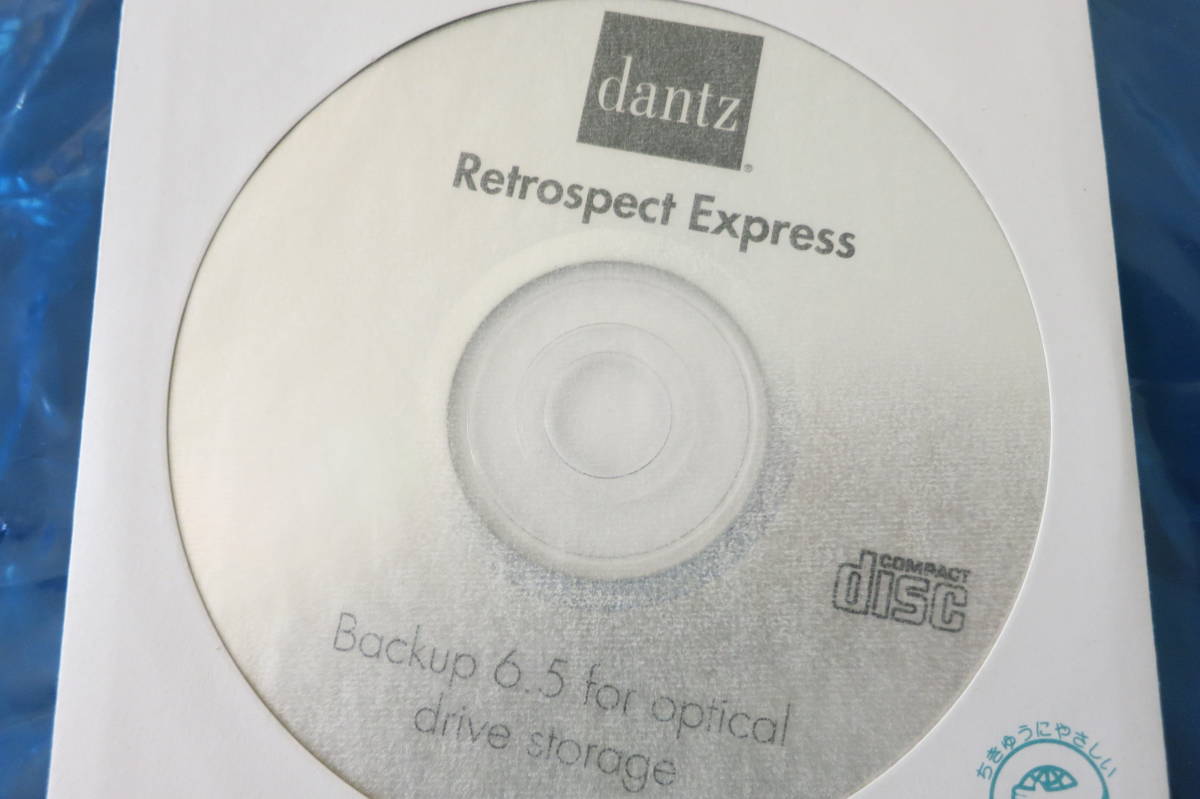 dantz
®
Retrospect Express
COMPACT
disc
Backup 6.5 for optical
drive storage
ちきゅうにやさしい